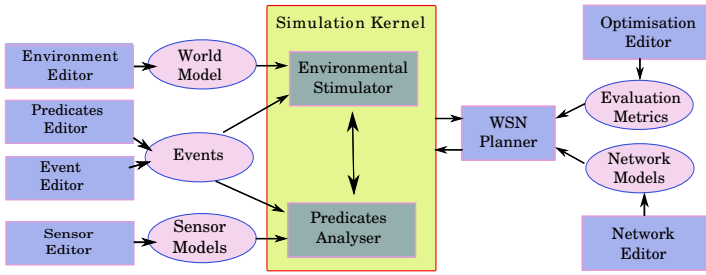 Simulation Kernel
Environment
Editor
World
Model
Environmental
Stimulator
Optimisation
Editor
Predicates
Editor
Event
Editor
Events
WSN
Planner
Evaluation
Metrics
Network
Models
Sensor
Editor
Sensor
Models
Predicates
Analyser
Network
Editor